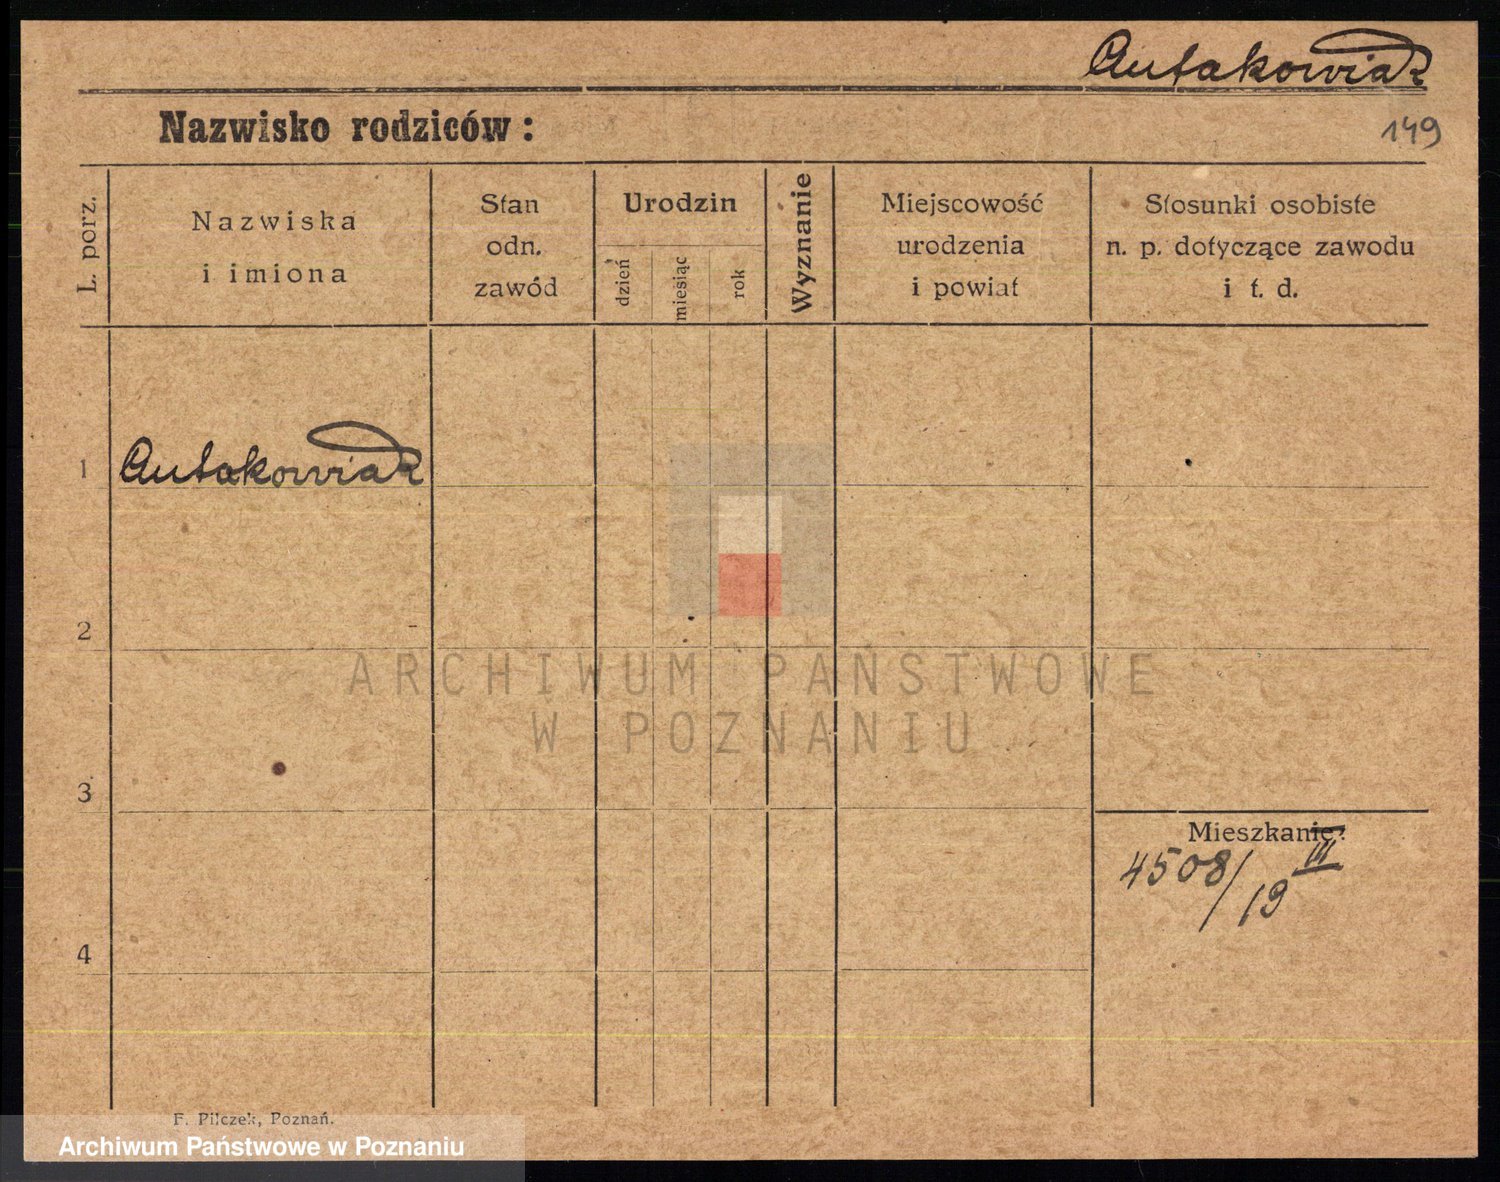 Antakowiak
Nazwisko rodziców:
149
L. porz.
Nazwiska
i imiona
Stan
odn.
zawód
Urodzin
dzień
miesiąc
rok
Wyznanie
Miejscowość
urodzenia
i powiat
Stosunki osobiste
n. p. dotyczące zawodu
i t. d.
1
Antakowiak
2
ARCHIWUM PAŃSTWOWE
W POZNANIU
3
Mieszkanie:
4508/19 III
4
F. Pilczek, Poznań.
Archiwum Państwowe w Poznaniu